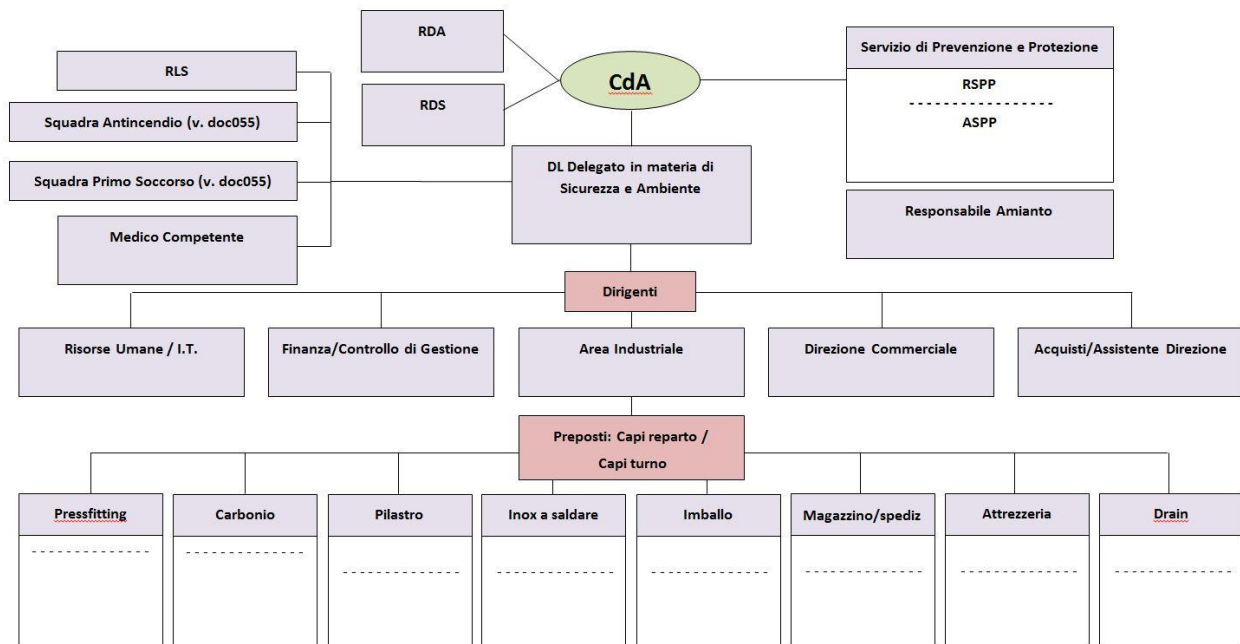 RDA
CdA
Servizio di Prevenzione e Protezione
RLS
RSPP
- - - - - - - - - - - - - - - - -
RDS
Squadra Antincendio (v. doc055)
ASPP
DL Delegato in materia di
Sicurezza e Ambiente
Squadra Primo Soccorso (v. doc055)
Responsabile Amianto
Medico Competente
Dirigenti
Risorse Umane / I.T.
Finanza/Controllo di Gestione
Area Industriale
Direzione Commerciale
Acquisti/Assistente Direzione
Preposti: Capi reparto /
Capi turno
Pressfitting
Carbonio
Pilastro
Inox a saldare
Imballo
Magazzino/spediz
Attrezzeria
Drain